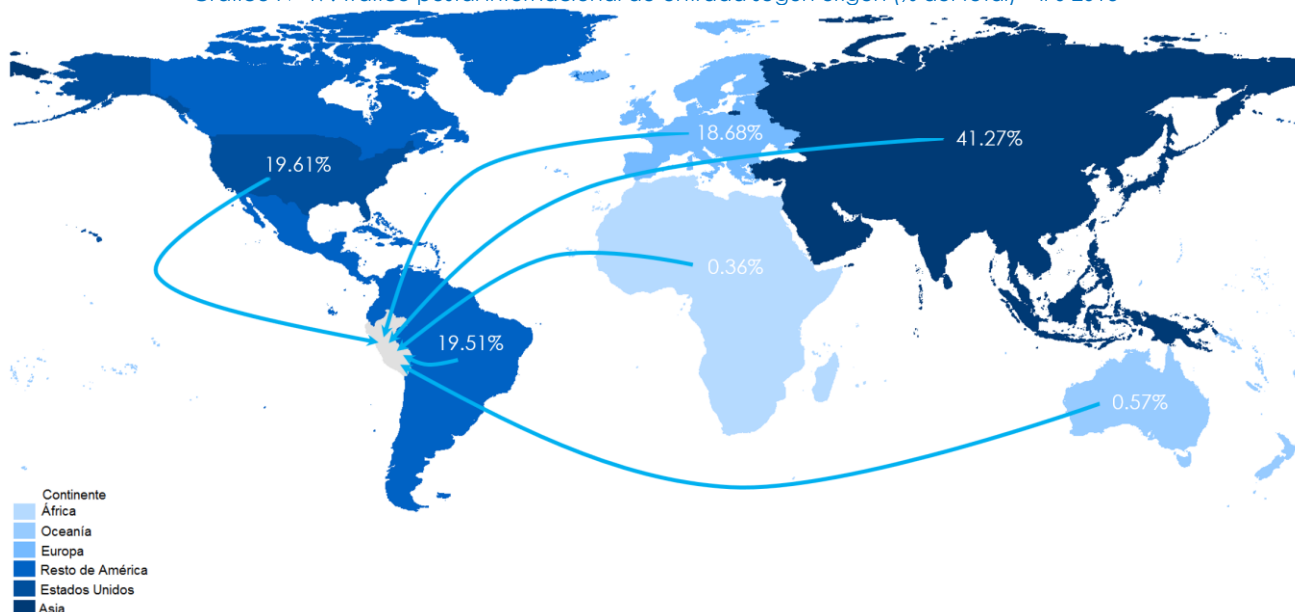 18.68%
41.27%
19.61%
0.36%
19.51%
0.57%
Continente
África
Oceanía
Europa
Resto de América
Estados Unidos
Asia